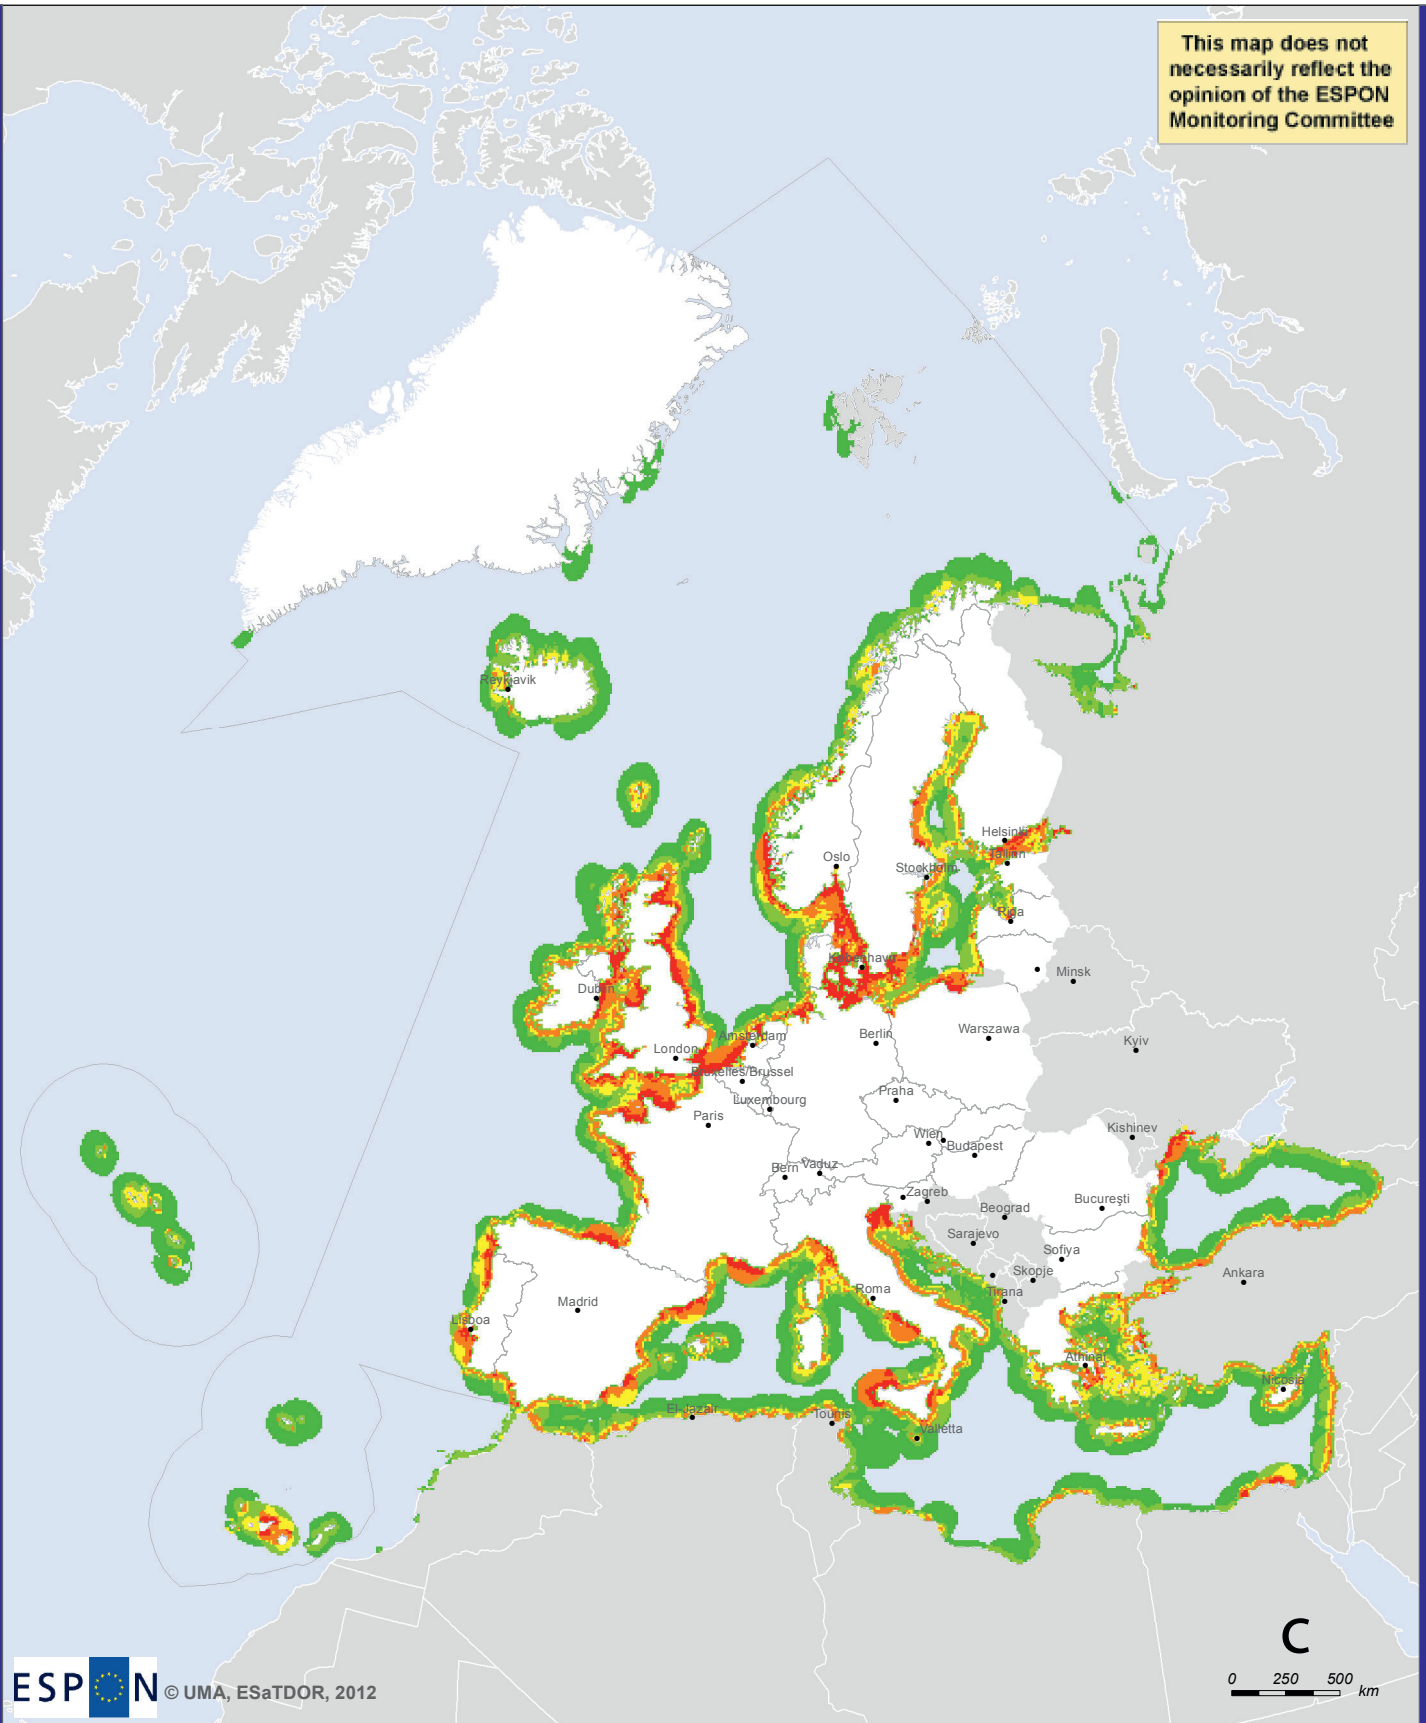 This map does not
necessarily reflect the
opinion of the ESPON
Monitoring Committee
Reykjavik
Helsinki
Tallinn
Oslo
Stockholm
Riga
København
Minsk
Dublin
Warszawa
Amsterdam
Berlin
Kyiv
London
Bruxelles/Brussel
Praha
Luxembourg
Paris
Kishinev
Wien
Budapest
Bern
Vaduz
Zagreb
Bucureşti
Beograd
Sarajevo
Sofiya
Skopje
Ankara
Roma
Tirana
Madrid
Lisboa
Athinai
Nicosia
El-Jazair
Tounis
Valletta
C
0 250 500
km
ESPON © UMA, ESaTDOR, 2012